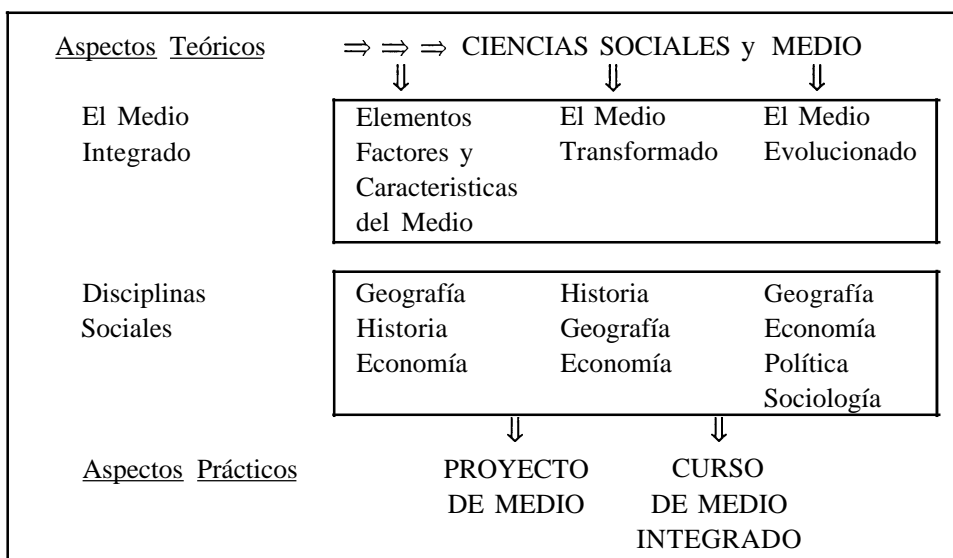 Aspectos Teóricos ⇒ ⇒ ⇒ CIENCIAS SOCIALES y MEDIO
⇓ ⇓ ⇓
El Medio Elementos El Medio El Medio
Integrado Factores y Transformado Evolucionado
Caracteristicas
del Medio
Disciplinas Geografía Historia Geografía
Sociales Historia Geografía Economía
Economía Economía Política
Sociología
⇓ ⇓
Aspectos Prácticos PROYECTO CURSO
DE MEDIO DE MEDIO
INTEGRADO